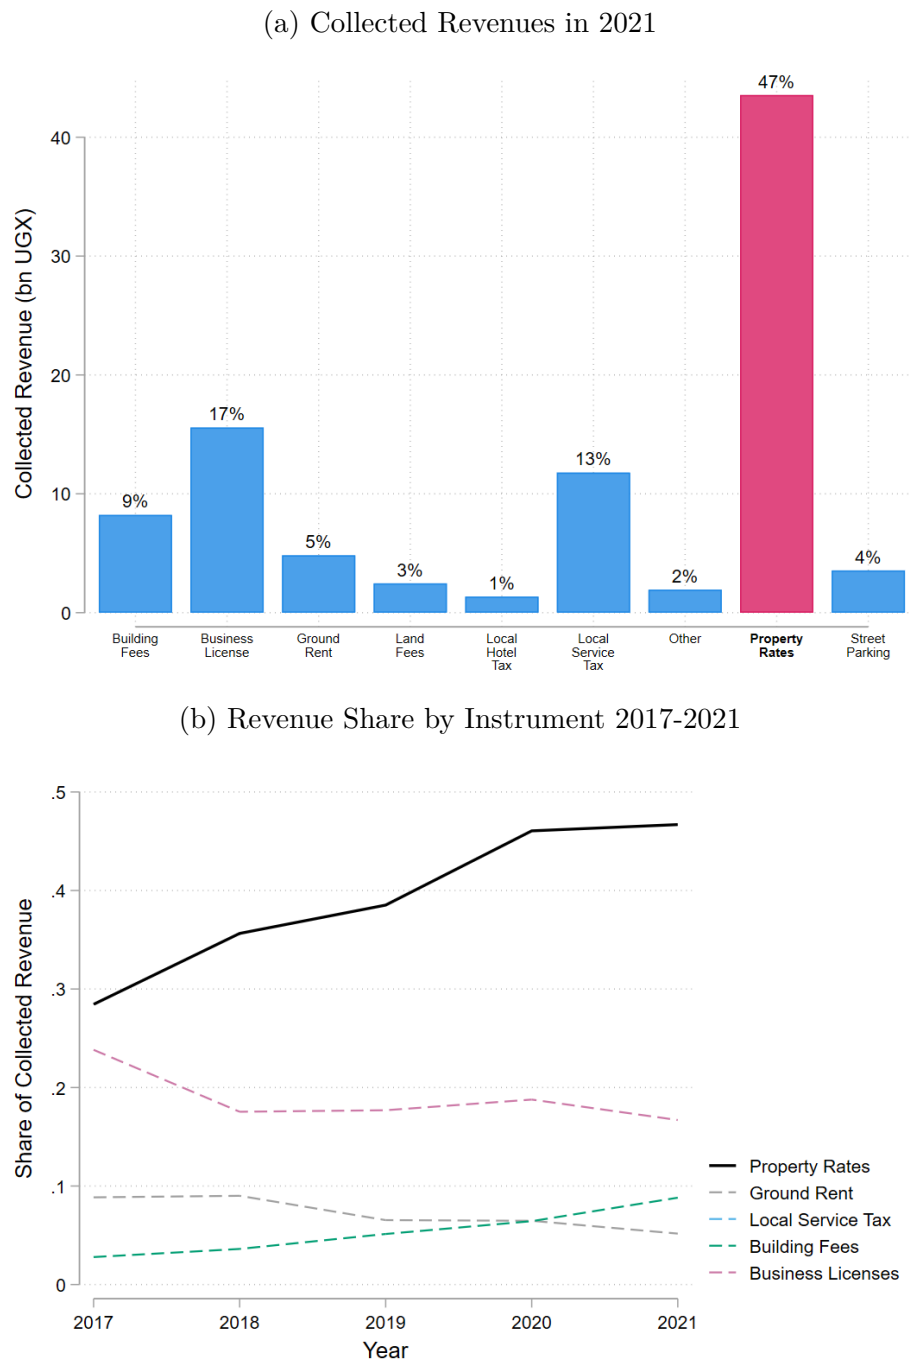 (a) Collected Revenues in 2021
47%
40
30
20
10
0
Collected Revenue (bn UGX)
9%
17%
5%
3%
1%
13%
2%
4%
Building
Fees
Business
License
Ground
Rent
Land
Fees
Local
Hotel
Tax
Local
Service
Tax
Other
Property
Rates
Street
Parking
(b) Revenue Share by Instrument 2017-2021
.5
.4
.3
.2
.1
0
Share of Collected Revenue
2017
2018
2019
2020
2021
Year
Property Rates
Ground Rent
Local Service Tax
Building Fees
Business Licenses